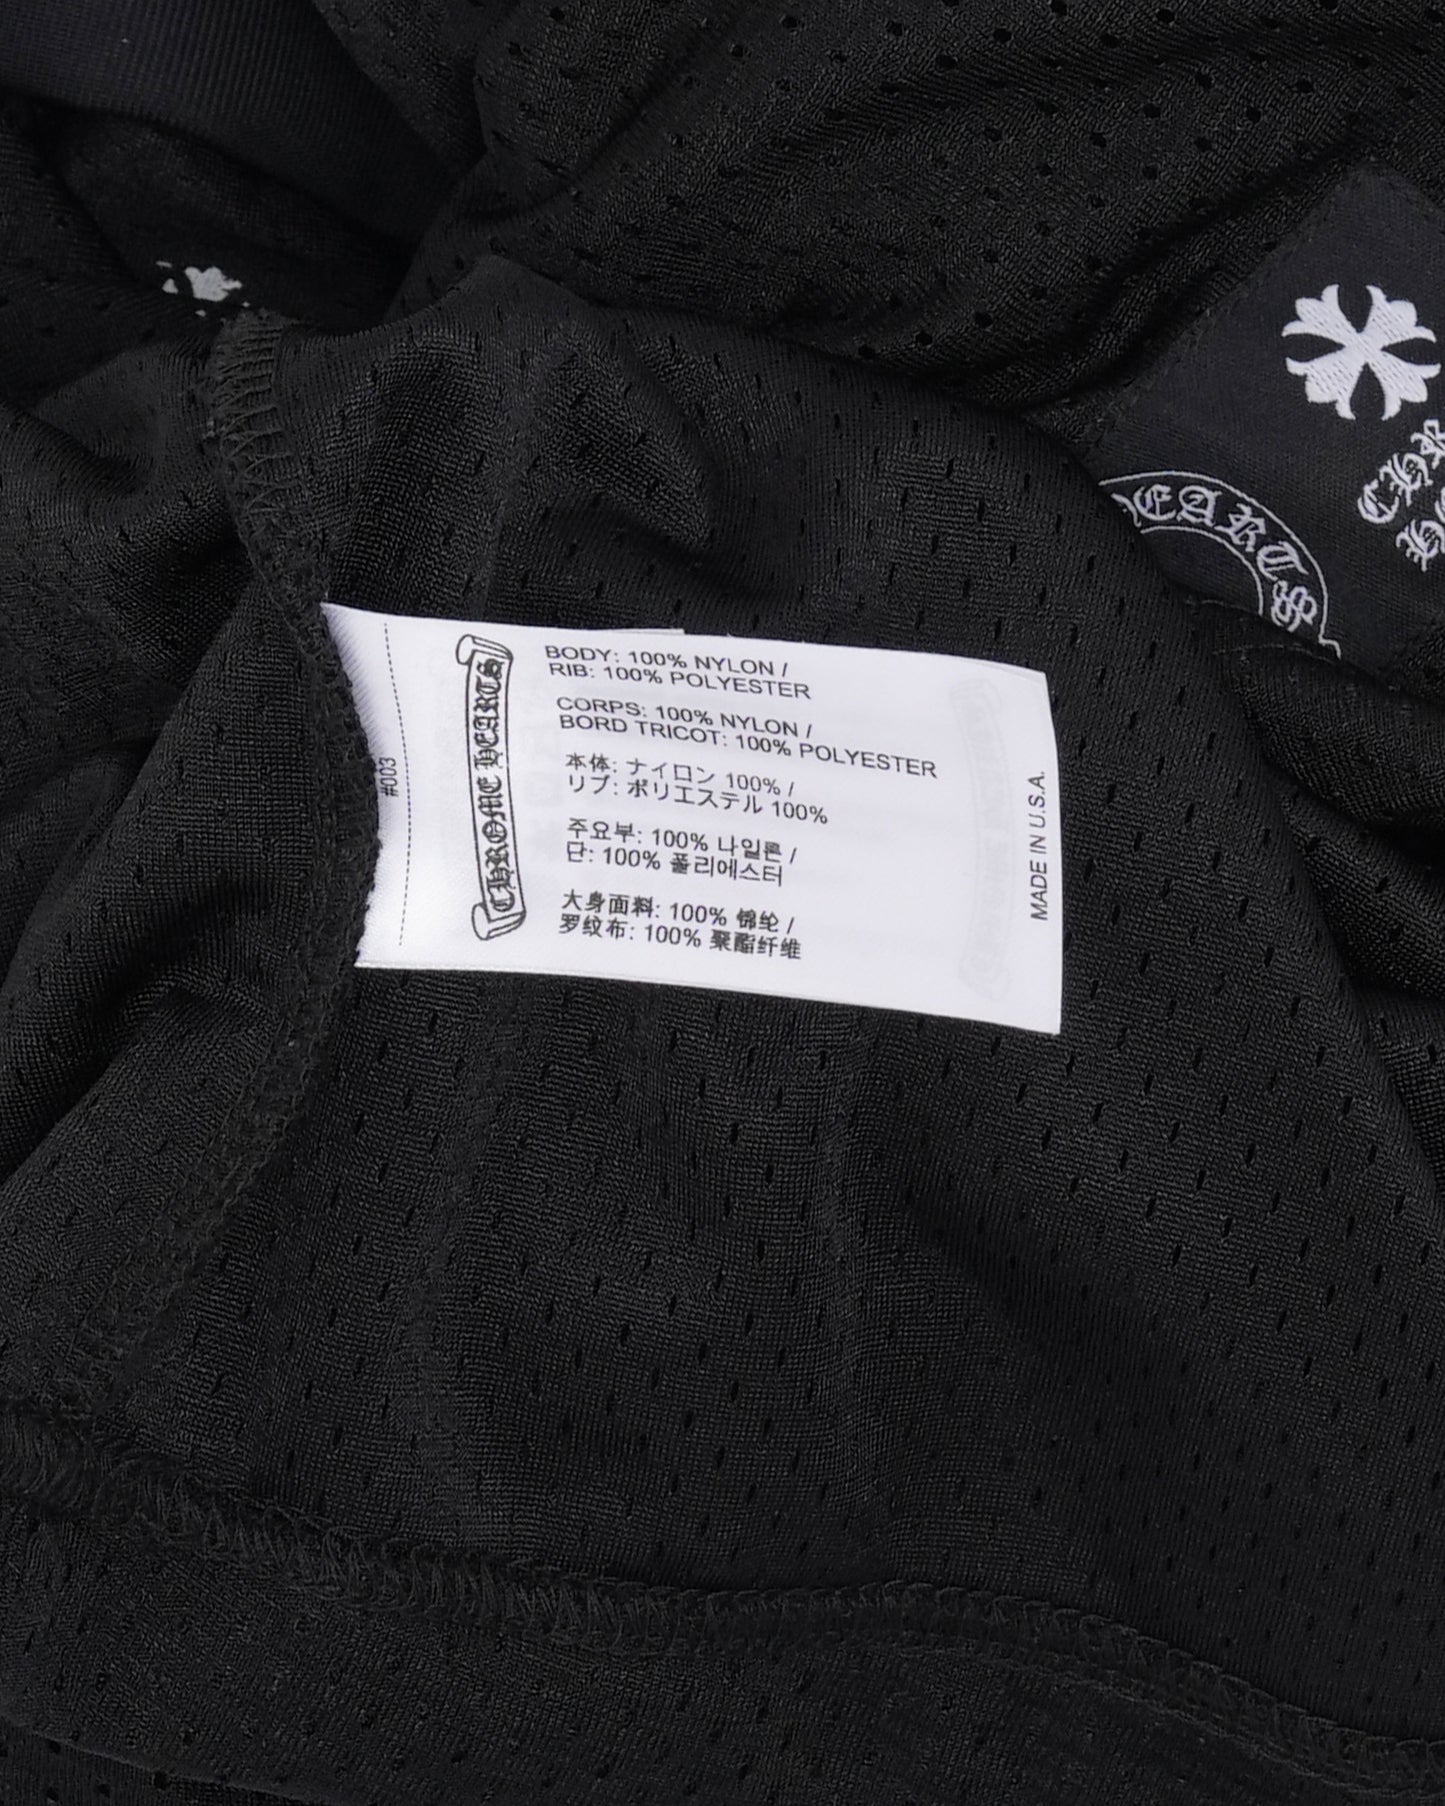 CHROME HEARTS
BODY: 100% NYLON /
RIB: 100% POLYESTER
CORPS: 100% NYLON /
BORD TRICOT: 100% POLYESTER
本体: ナイロン 100% /
リブ: ポリエステル 100%
주요부: 100% 나일론 /
단: 100% 폴리에스터
大身面料: 100% 锦纶 /
罗纹布: 100% 聚酯纤维
#003
MADE IN U.S.A.
HEARTS